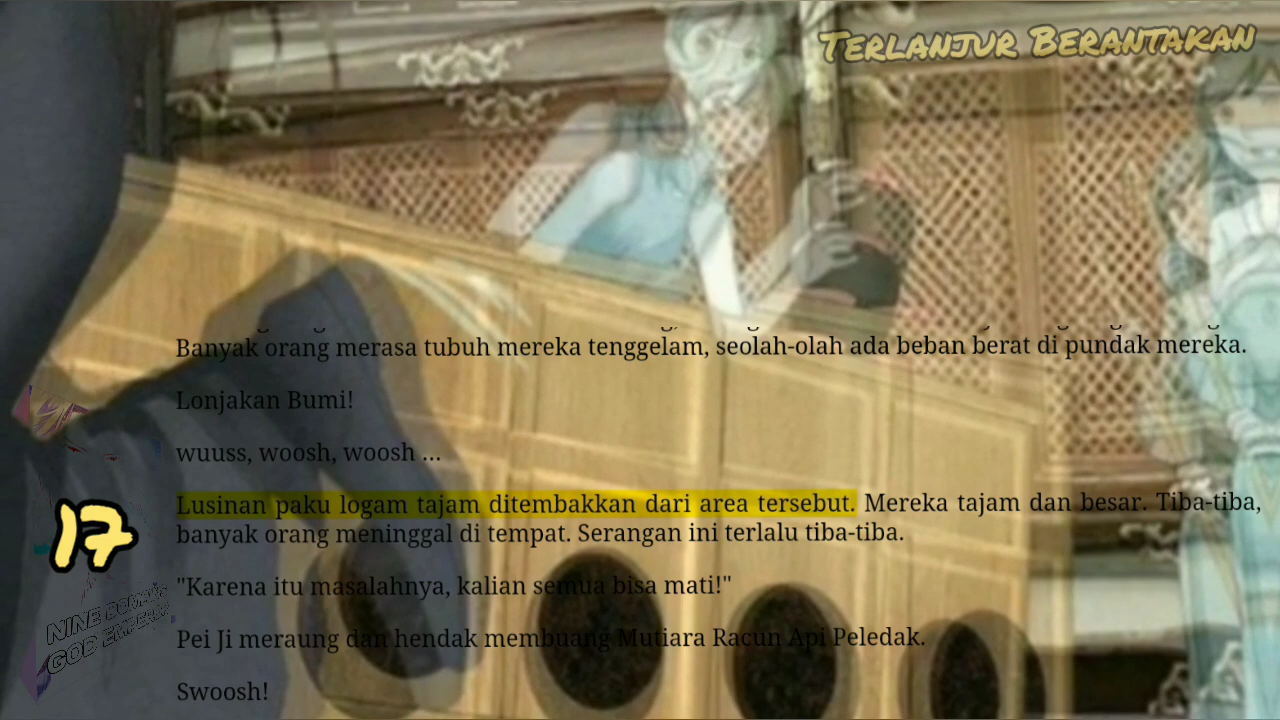 Terlanjur Berantakan
Banyak orang merasa tubuh mereka tenggelam, seolah-olah ada beban berat di pundak mereka.
Lonjakan Bumi!
wuuss, woosh, woosh ...
Lusinan paku logam tajam ditembakkan dari area tersebut. Mereka tajam dan besar. Tiba-tiba,
banyak orang meninggal di tempat. Serangan ini terlalu tiba-tiba.
17
"Karena itu masalahnya, kalian semua bisa mati!"
NINE DOMAINS
GOD EMPEROR
Pei Ji meraung dan hendak membuang Mutiara Racun Api Peledak.
Swoosh!